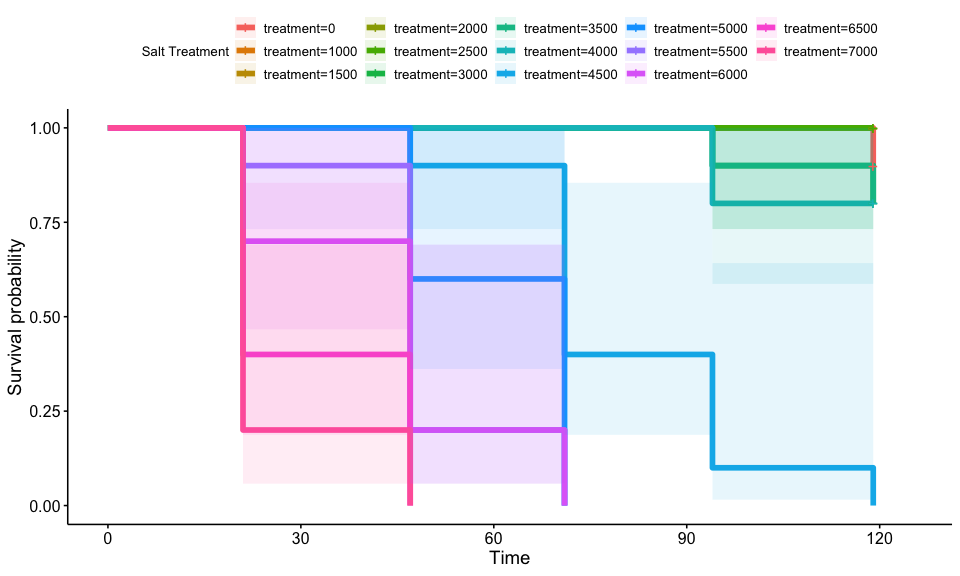 treatment=0 treatment=2000 treatment=3500 treatment=5000 treatment=6500
Salt Treatment treatment=1000 treatment=2500 treatment=4000 treatment=5500 treatment=7000
treatment=1500 treatment=3000 treatment=4500 treatment=6000
1.00
0.75
0.50
0.25
0.00
Survival probability
0 30 60 90 120
Time